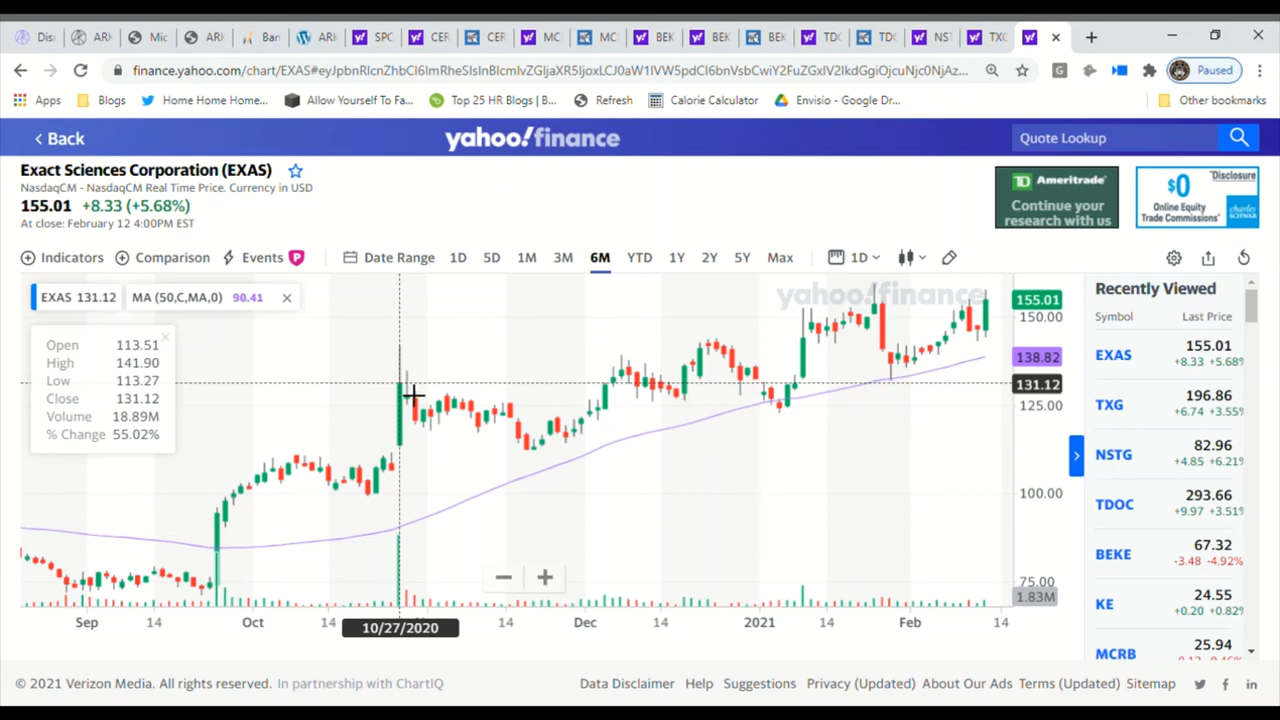 Dis ARK Mic ARK Ban ARK SPC CER CER MC MC BEK BEK BEK TDO TDO NST TXG
finance.yahoo.com/chart/EXAS Paused
Apps Blogs Home Home Home... Allow Yourself To Fa... Top 25 HR Blogs | B... Refresh Calorie Calculator Envisio - Google Dr... Other bookmarks
Back yahoo!finance Quote Lookup
Exact Sciences Corporation (EXAS)
NasdaqCM - NasdaqCM Real Time Price. Currency in USD
155.01 +8.33 (+5.68%)
At close: February 12 4:00PM EST
TD Ameritrade
Continue your
research with us
Disclosure
$0
Online Equity
Trade Commissions*
charles
SCHWAB
Indicators Comparison Events P Date Range 1D 5D 1M 3M 6M YTD 1Y 2Y 5Y Max 1D
EXAS 131.12 MA (50,C,MA,0) 90.41
yahoo!finance
Open 113.51
High 141.90
Low 113.27
Close 131.12
Volume 18.89M
% Change 55.02%
155.01
150.00
138.82
131.12
125.00
100.00
75.00
1.83M
Sep 14 Oct 14 10/27/2020 14 Dec 14 2021 14 Feb 14
Recently Viewed
Symbol Last Price
EXAS 155.01
+8.33 +5.68%
TXG 196.86
+6.74 +3.55%
NSTG 82.96
+4.85 +6.21%
TDOC 293.66
+9.97 +3.51%
BEKE 67.32
-3.48 -4.92%
KE 24.55
+0.20 +0.82%
MCRB 25.94
© 2021 Verizon Media. All rights reserved. In partnership with ChartIQ Data Disclaimer Help Suggestions Privacy (Updated) About Our Ads Terms (Updated) Sitemap